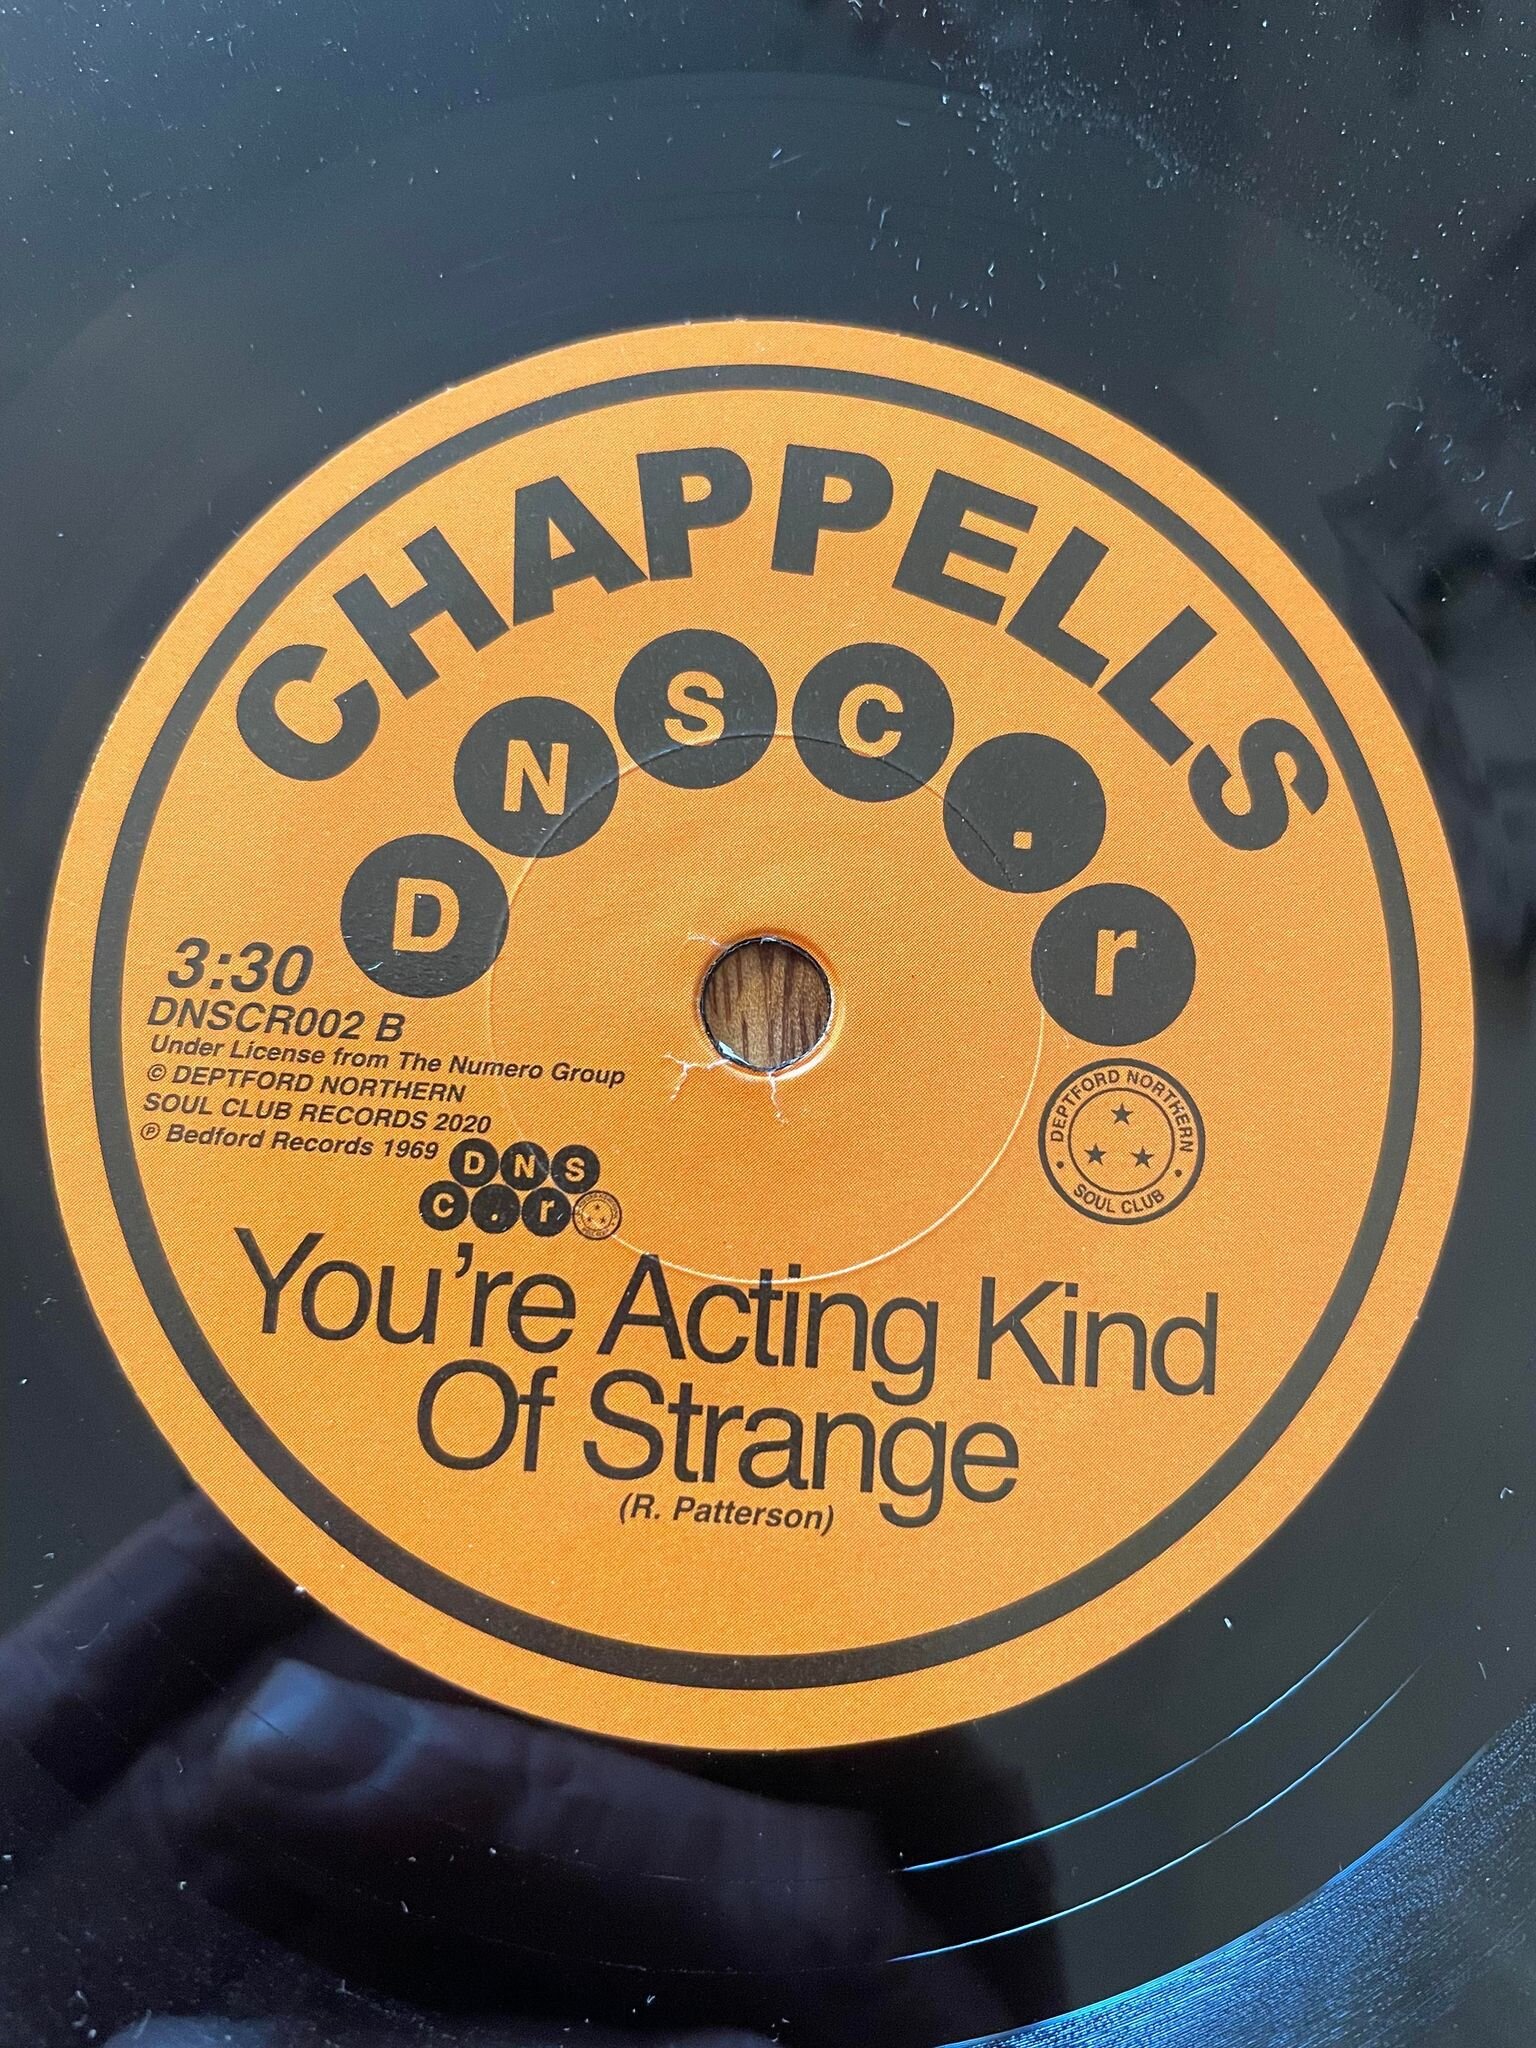 CHAPPELLS
DNSC.r
3:30
DNSCR002 B
Under License from The Numero Group
© DEPTFORD NORTHERN
SOUL CLUB RECORDS 2020
℗ Bedford Records 1969
DNS
C.r
DEPTFORD NORTHERN
SOUL CLUB
You're Acting Kind
Of Strange
(R. Patterson)